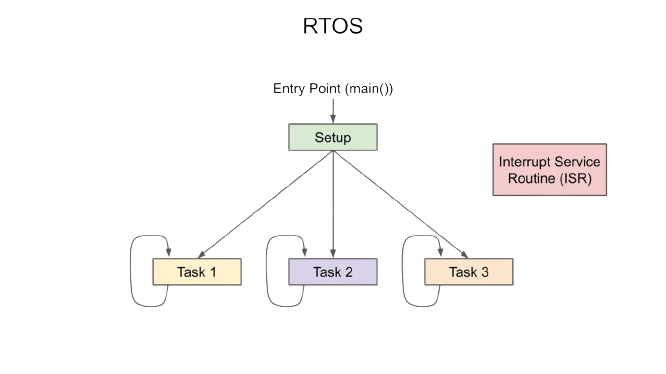 RTOS
Entry Point (main())
Setup
Interrupt Service
Routine (ISR)
Task 1
Task 2
Task 3